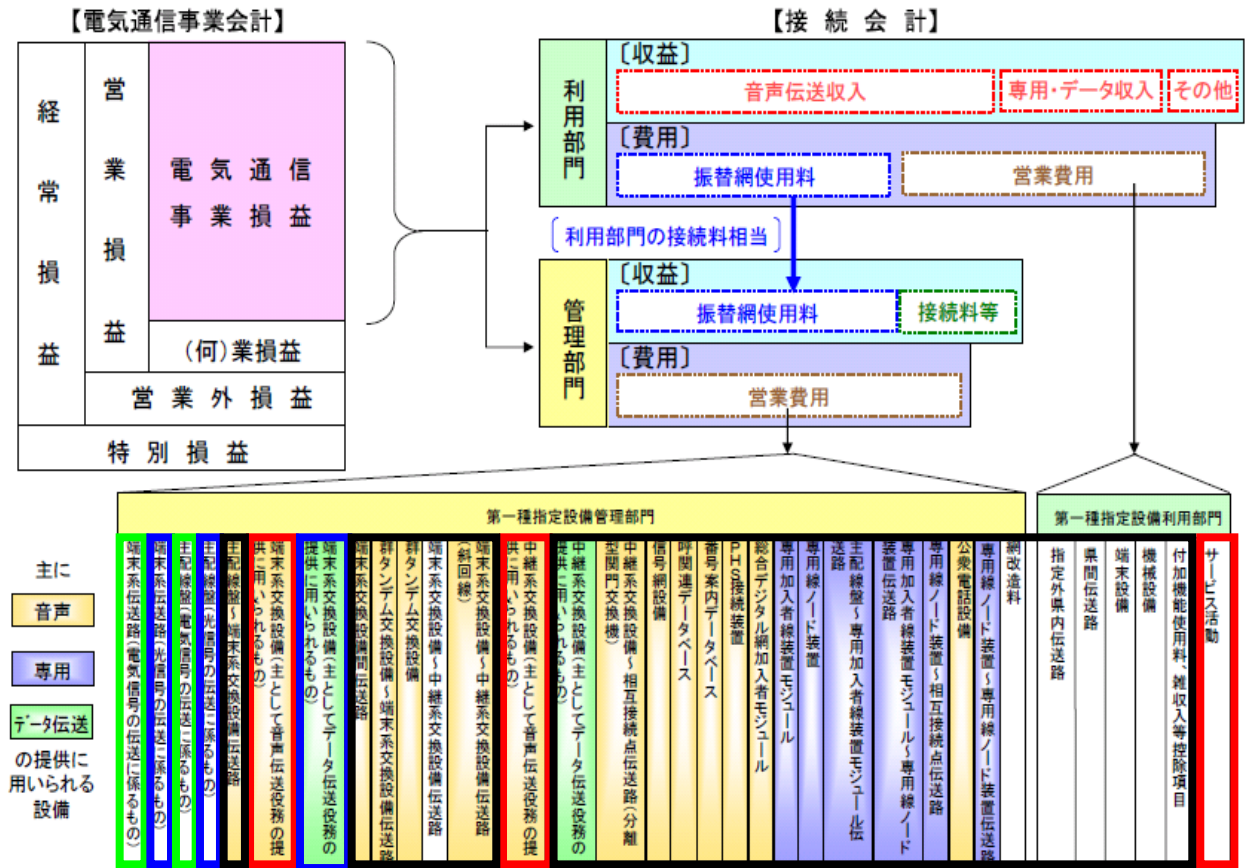 【電気通信事業会計】
【接続会計】
経常損益
営業損益
電気通信
事業損益
(何)業損益
営業外損益
特別損益
利用部門
〔収益〕
音声伝送収入
専用・データ収入
その他
〔費用〕
振替網使用料
営業費用
〔利用部門の接続料相当〕
管理部門
〔収益〕
振替網使用料
接続料等
〔費用〕
営業費用
第一種指定設備管理部門
第一種指定設備利用部門
主に
音声
専用
データ伝送
の提供に
用いられる
設備
端末系伝送路(電気信号の伝送に係るもの)
端末系伝送路(光信号の伝送に係るもの)
主配線盤(電気信号の伝送に係るもの)
主配線盤(光信号の伝送に係るもの)
主配線盤～端末系交換設備伝送路
端末系交換設備(主として音声伝送役務の提
供に用いられるもの)
端末系交換設備(主としてデータ伝送役務の
提供に用いられるもの)
端末系交換設備間伝送路
群タンデム交換設備～端末系交換設備伝送路
群タンデム交換設備
端末系交換設備～中継系交換設備伝送路
端末系交換設備～中継系交換設備伝送路
(斜回線)
中継系交換設備(主として音声伝送役務の提
供に用いられるもの)
中継系交換設備(主としてデータ伝送役務の
提供に用いられるもの)
中継系交換設備～相互接続点伝送路(分離
型関門交換機)
信号網設備
呼関連データベース
番号案内データベース
PHS接続装置
総合デジタル網加入者モジュール
専用加入者線装置モジュール
専用線ノード装置
主配線盤～専用加入者線装置モジュール伝
送路
専用加入者線装置モジュール～専用線ノード
装置伝送路
専用線ノード装置～相互接続点伝送路
公衆電話設備
専用線ノード装置～専用線ノード装置伝送路
網改造料
指定外県内伝送路
県間伝送路
端末設備
機械設備
付加機能使用料、雑収入等控除項目
サービス活動